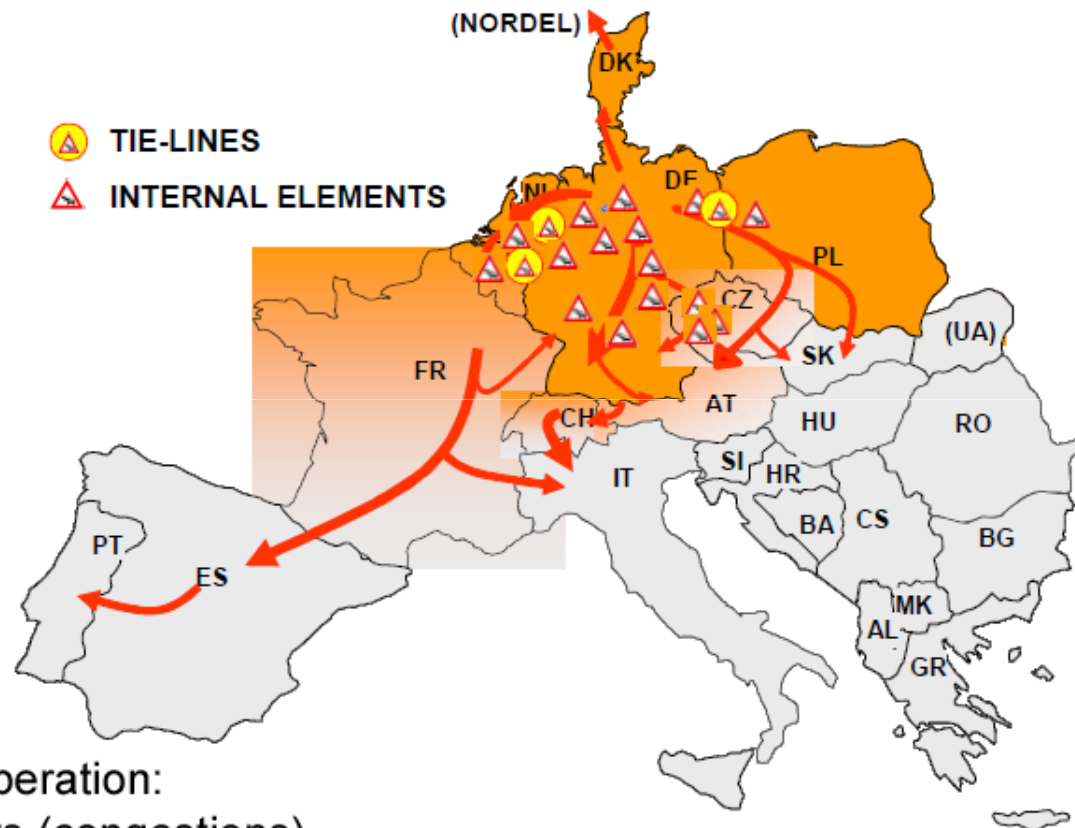 (NORDEL)
DK
TIE-LINES
INTERNAL ELEMENTS
NL
DE
PL
CZ
SK
(UA)
FR
AT
CH
HU
RO
SI
HR
IT
BA
CS
BG
PT
ES
MK
AL
GR
peration:
(congestions)